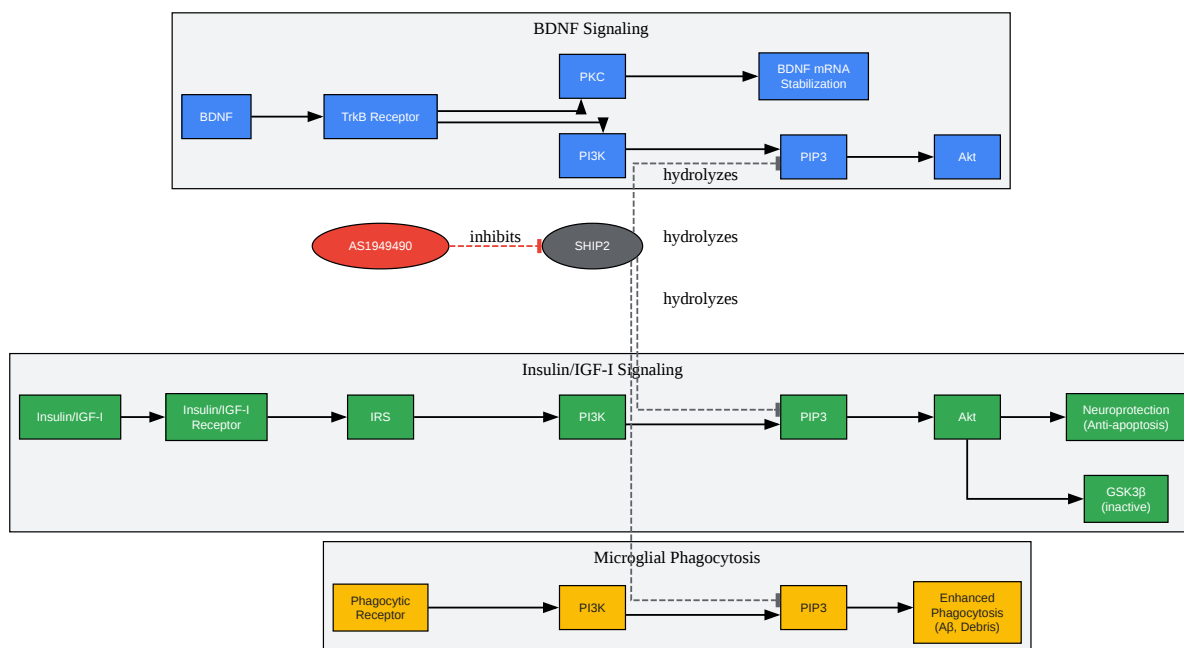 BDNF Signaling
PKC
BDNF mRNA
Stabilization
BDNF
TrkB Receptor
PI3K
PIP3
Akt
hydrolyzes
AS1949490
inhibits
SHIP2
hydrolyzes
hydrolyzes
Insulin/IGF-I Signaling
Insulin/IGF-I
Insulin/IGF-I
Receptor
IRS
PI3K
PIP3
Akt
Neuroprotection
(Anti-apoptosis)
GSK3β
(inactive)
Microglial Phagocytosis
Phagocytic
Receptor
PI3K
PIP3
Enhanced
Phagocytosis
(Aβ, Debris)